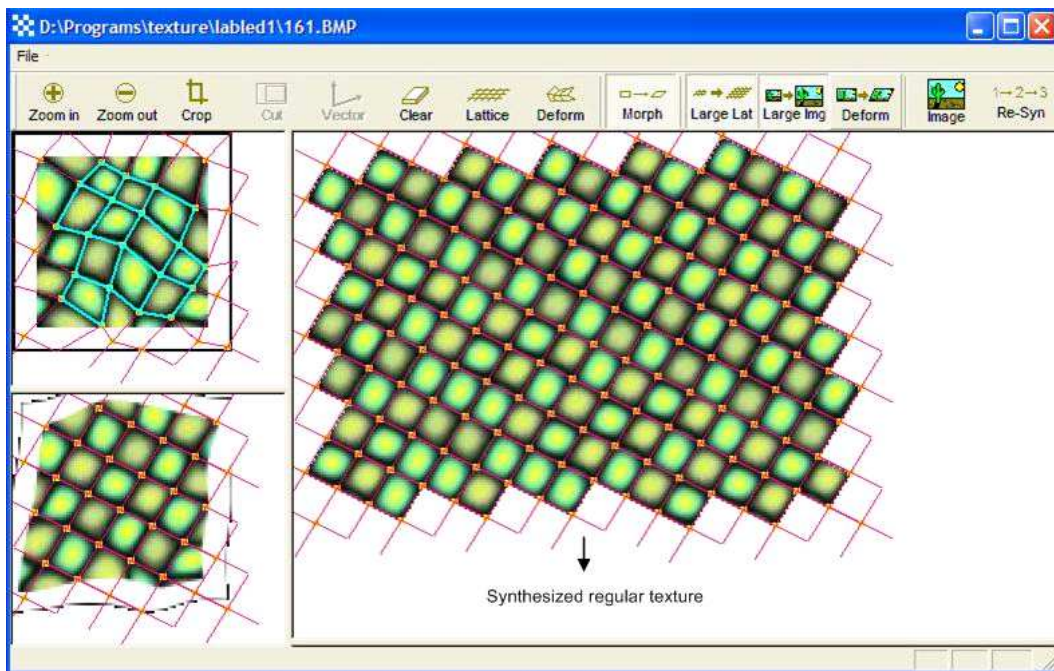 D:\Programs\texture\labled1\161.BMP
File
Zoom in Zoom out Crop Cut Vector Clear Lattice Deform Morph Large Lat Large Img Deform Image 1→2→3 Re-Syn
Synthesized regular texture